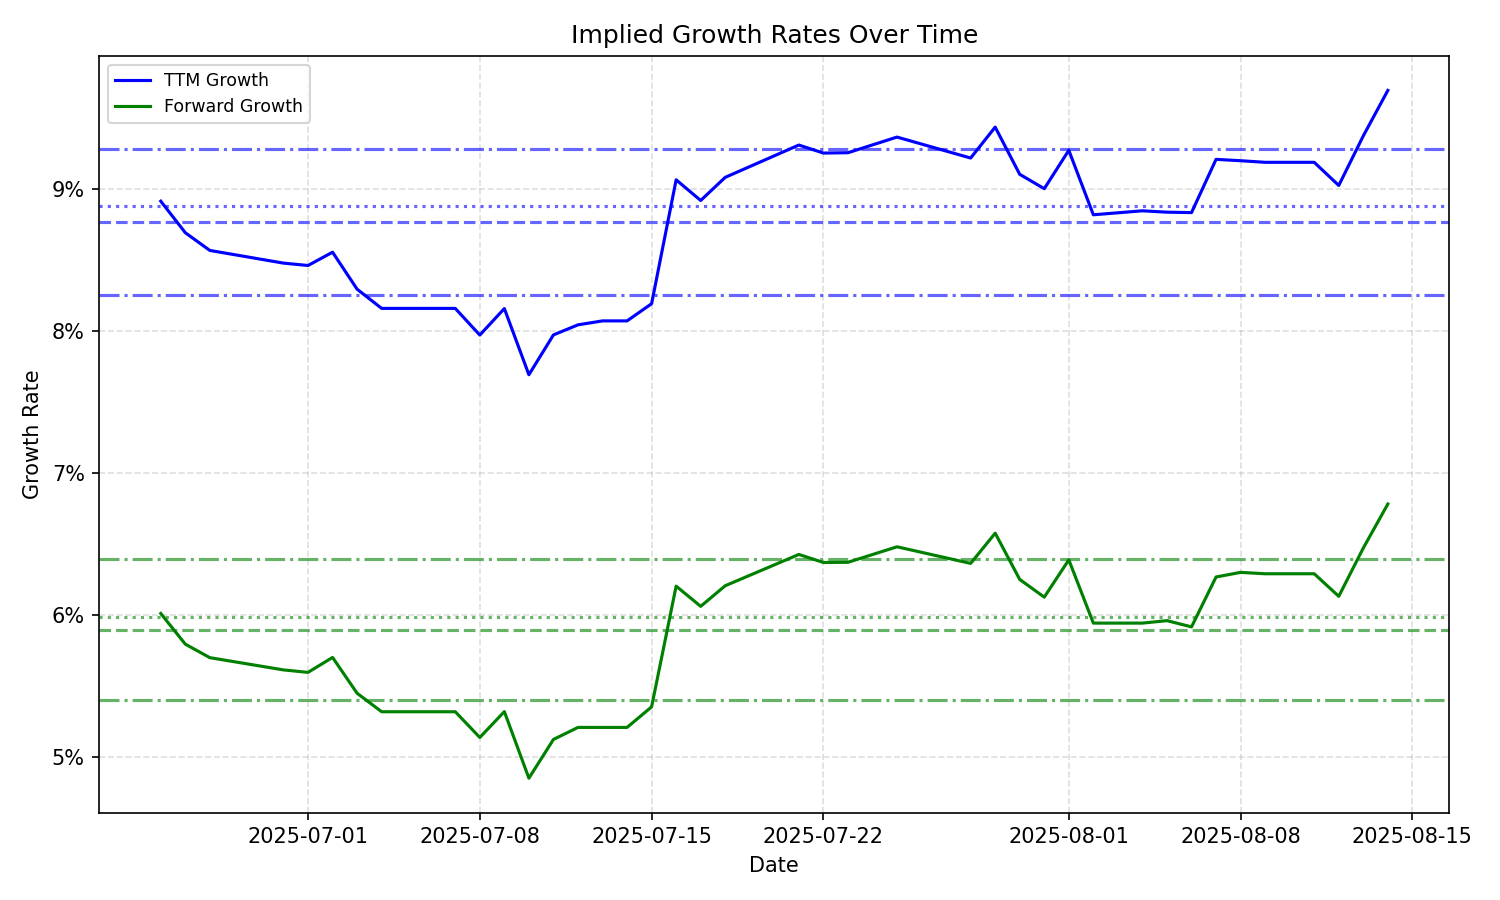 Implied Growth Rates Over Time
TTM Growth
Forward Growth
9%
8%
7%
6%
5%
Growth Rate
2025-07-01
2025-07-08
2025-07-15
2025-07-22
2025-08-01
2025-08-08
2025-08-15
Date